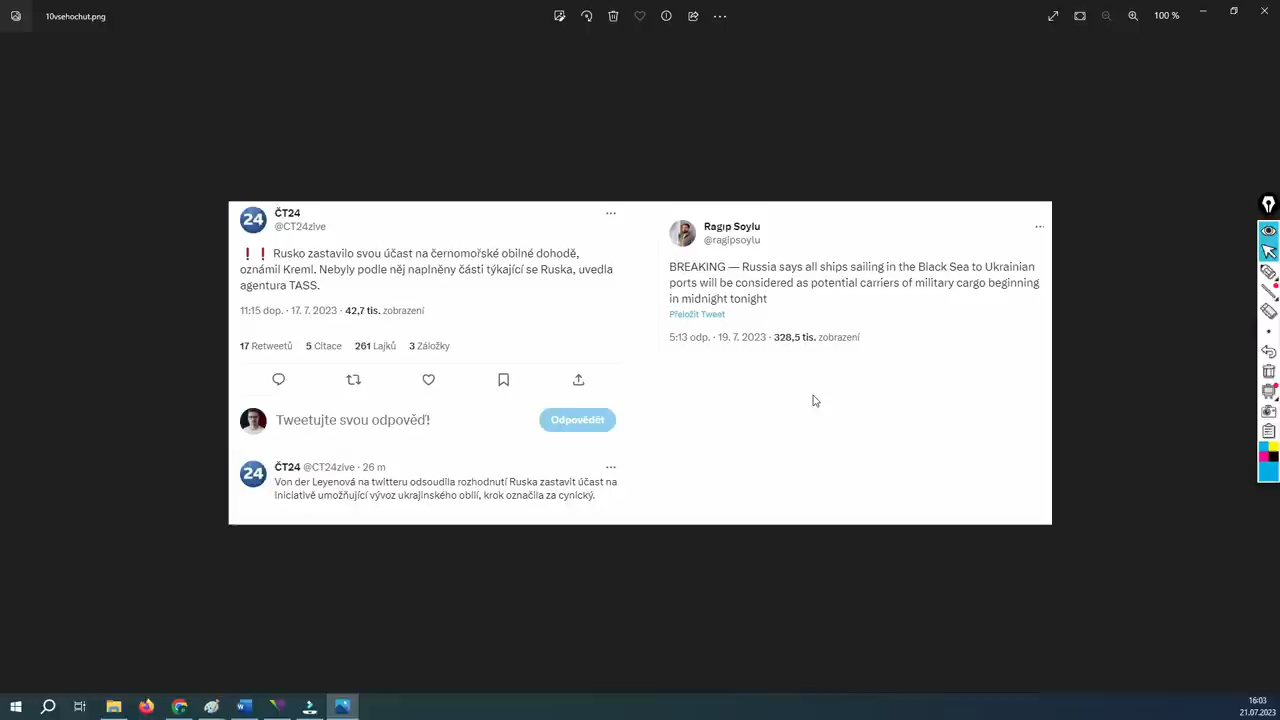 10vsehochut.png
100 %
24
ČT24
@CT24zive
❗❗ Rusko zastavilo svou účast na černomořské obilné dohodě,
oznámil Kreml. Nebyly podle něj naplněny části týkající se Ruska, uvedla
agentura TASS.
11:15 dop. · 17. 7. 2023 · 42,7 tis. zobrazení
17 Retweetů 5 Citace 261 Lajků 3 Záložky
Tweetujte svou odpověď!
Odpovědět
24
ČT24 @CT24zive · 26 m
Von der Leyenová na twitteru odsoudila rozhodnutí Ruska zastavit účast na
iniciativě umožňující vývoz ukrajinského obilí, krok označila za cynický.
Ragıp Soylu
@ragipsoylu
BREAKING — Russia says all ships sailing in the Black Sea to Ukrainian
ports will be considered as potential carriers of military cargo beginning
in midnight tonight
Přeložit Tweet
5:13 odp. · 19. 7. 2023 · 328,5 tis. zobrazení
16:03
21.07.2023